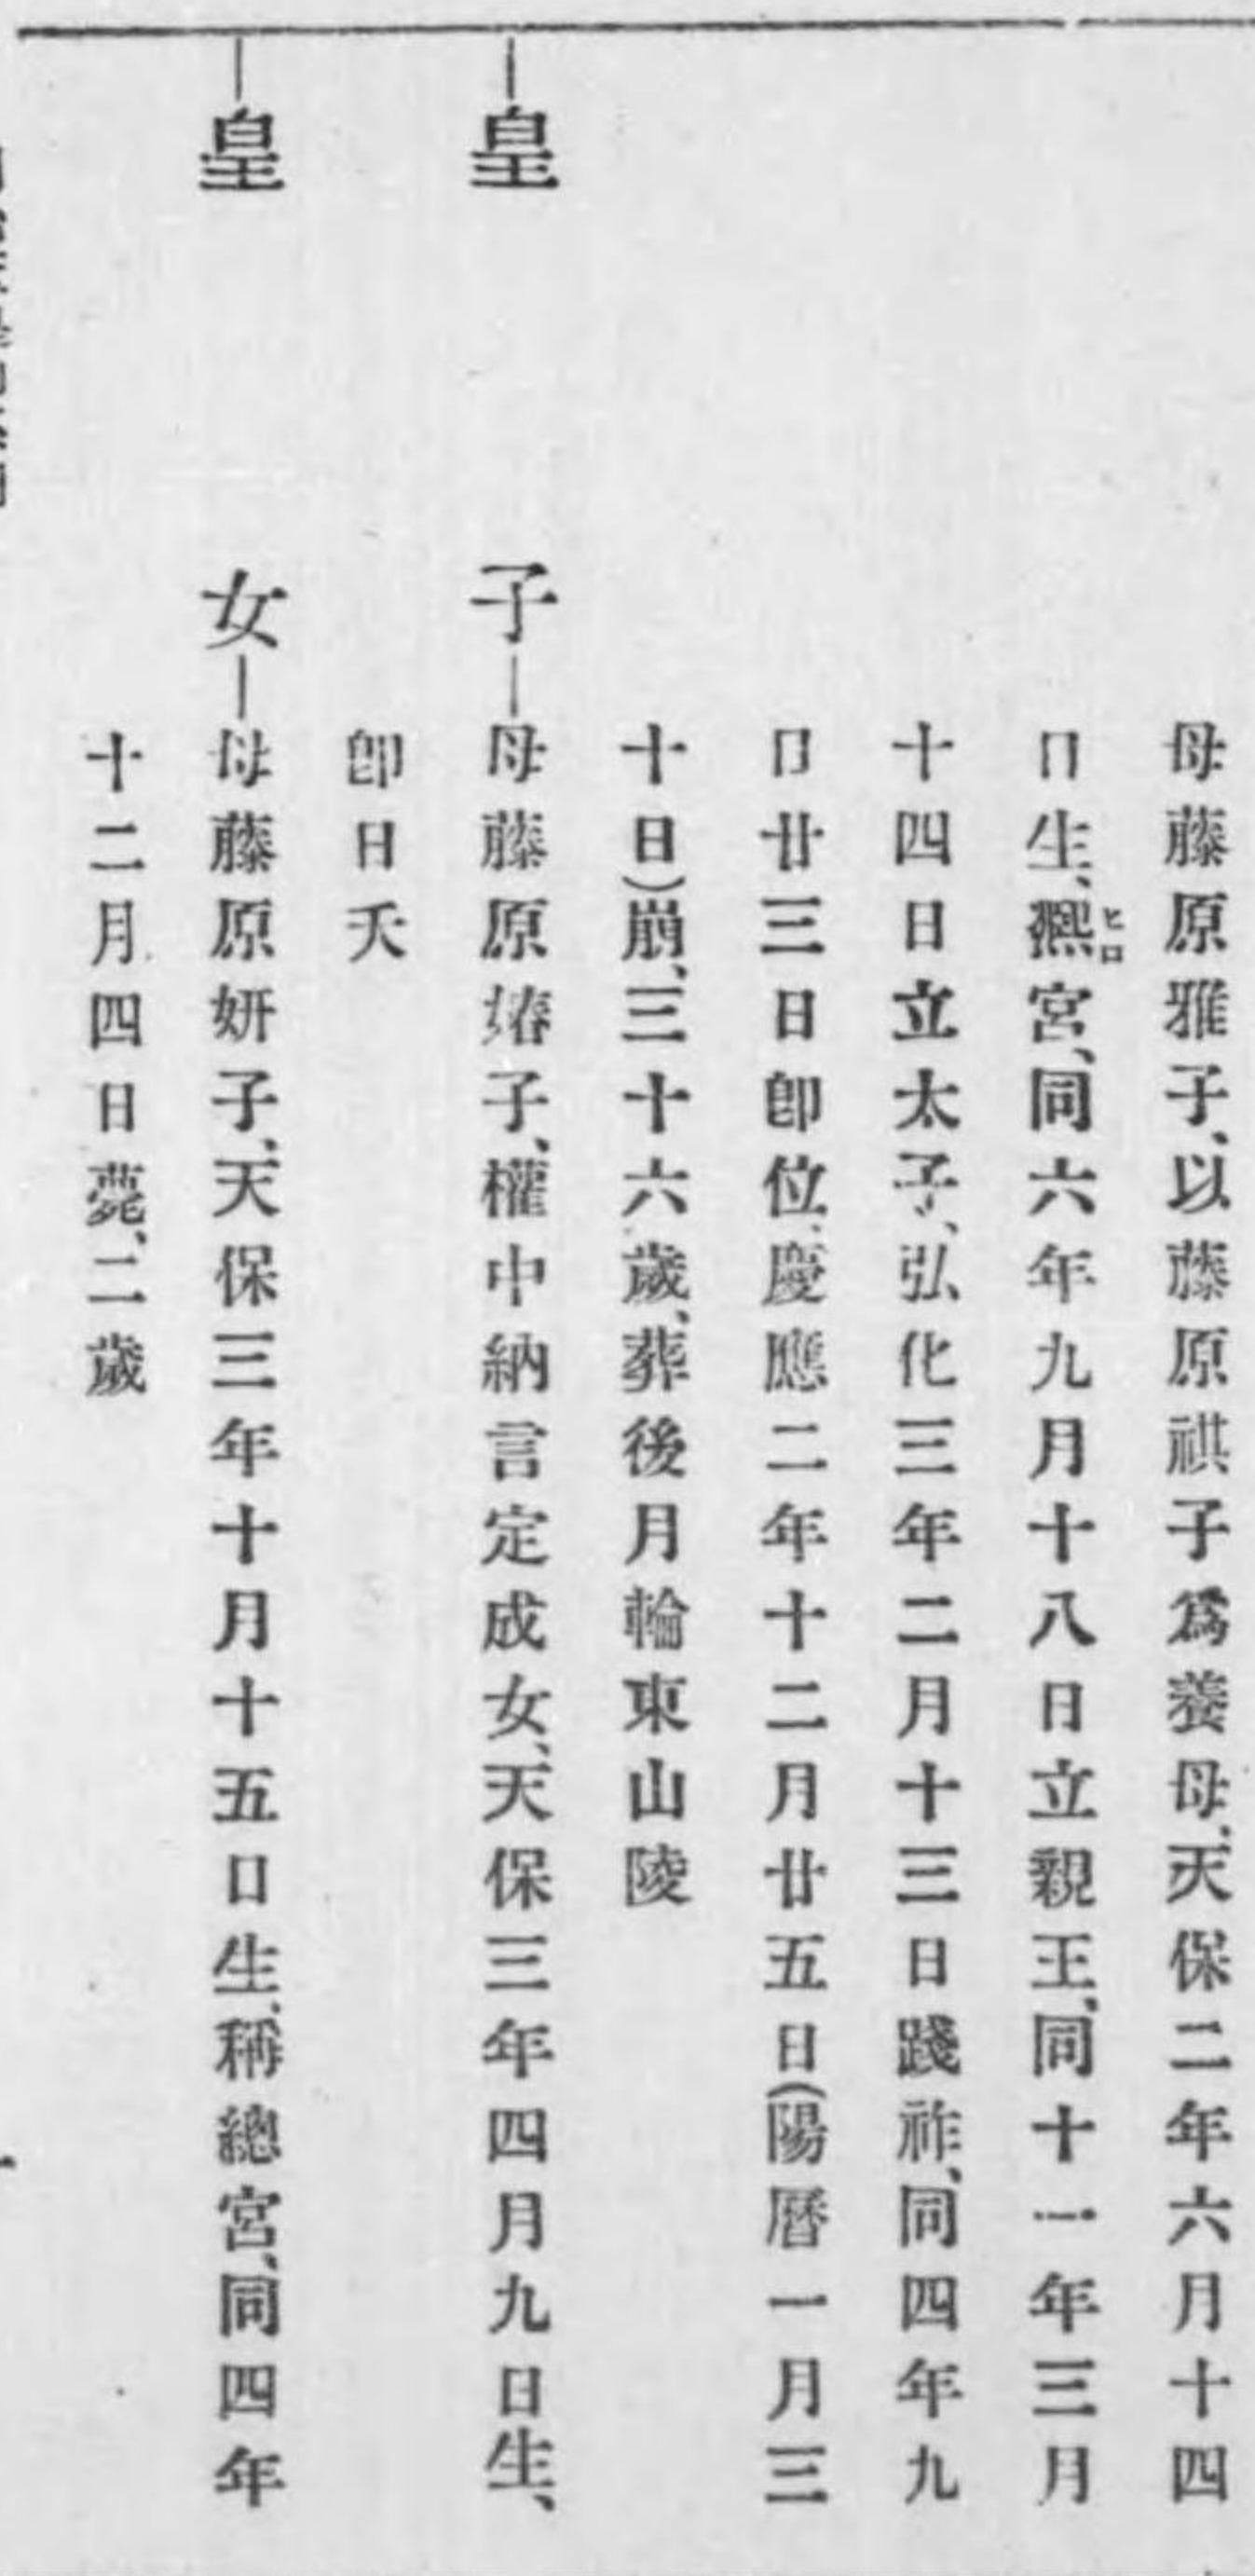 母藤原雅子、以藤原祺子爲養母、天保二年六月十四
日生、熈宮、同六年九月十八日立親王、同十一年三月
ヒロ
十四日立太子、弘化三年二月十三日踐祚、同四年九
月廿三日卽位、慶應二年十二月廿五日(陽曆一月三
十日)崩、三十六歲、葬後月輪東山陵
皇子 母藤原媋子、權中納言定成女、天保三年四月九日生、
卽日夭
皇女 母藤原姸子、天保三年十月十五日生、稱總宮、同四年
十二月四日薨、二歲